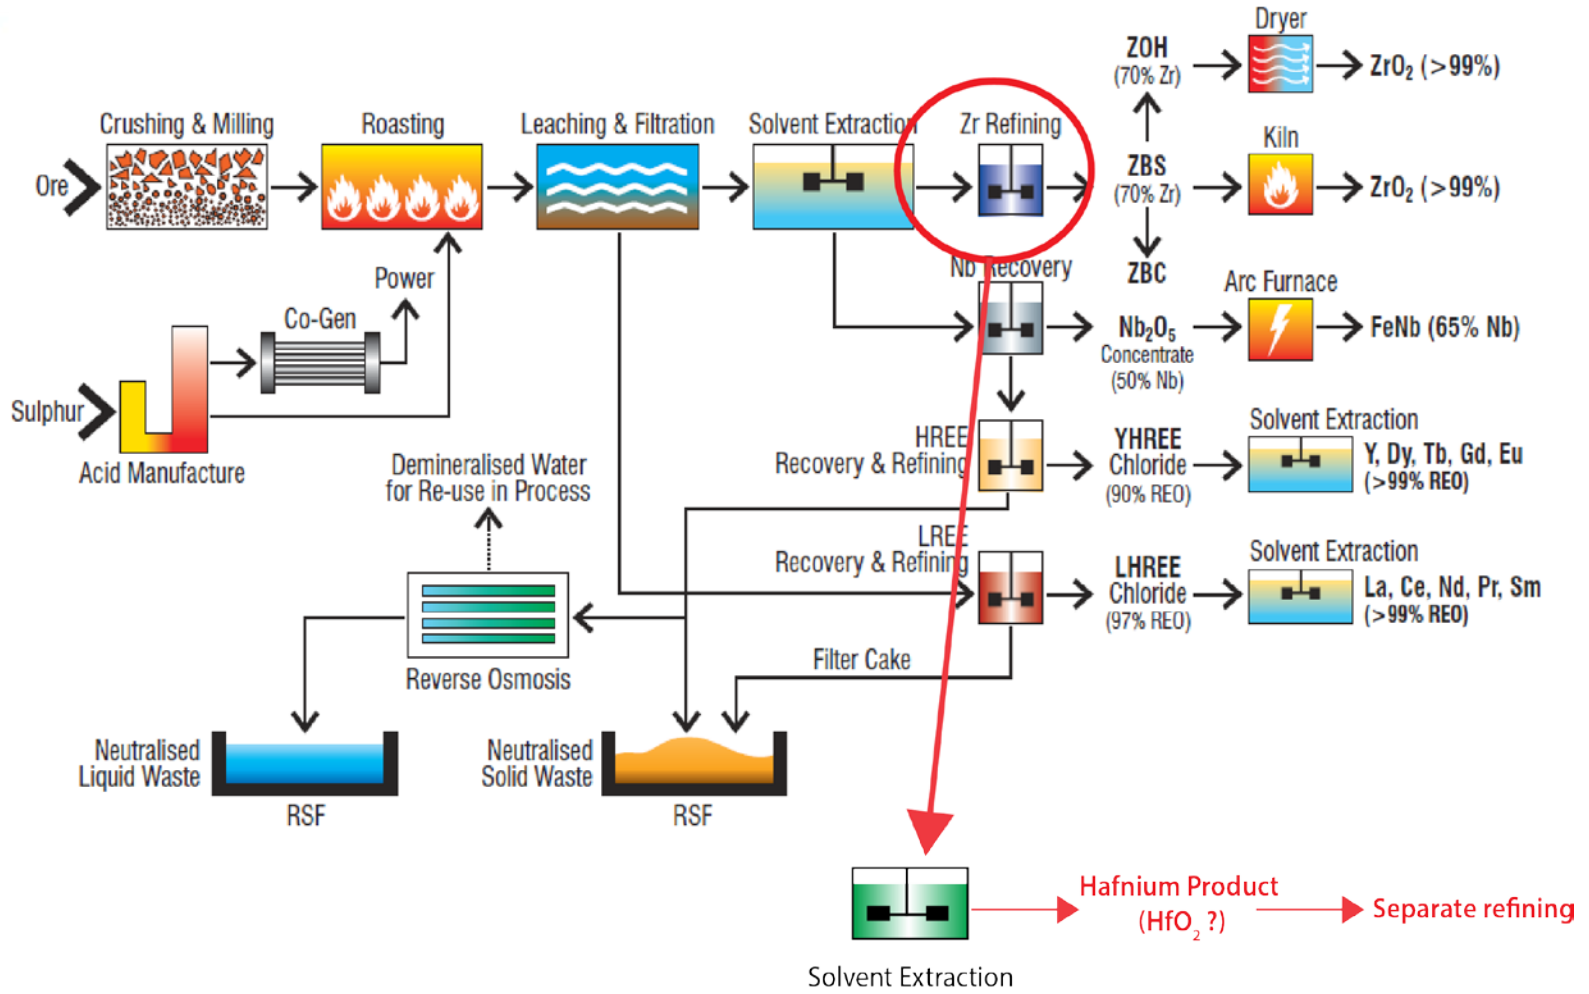 Dryer
ZOH
(70% Zr)
ZrO₂ (>99%)
Crushing & Milling
Roasting
Leaching & Filtration
Solvent Extraction
Zr Refining
Kiln
Ore
ZBS
(70% Zr)
ZrO₂ (>99%)
ZBC
Nb Recovery
Power
Co-Gen
Arc Furnace
Nb₂O₅
Concentrate
(50% Nb)
FeNb (65% Nb)
Sulphur
Acid Manufacture
HREE
Recovery & Refining
YHREE
Chloride
(90% REO)
Solvent Extraction
Y, Dy, Tb, Gd, Eu
(>99% REO)
Demineralised Water
for Re-use in Process
LREE
Recovery & Refining
LHREE
Chloride
(97% REO)
Solvent Extraction
La, Ce, Nd, Pr, Sm
(>99% REO)
Reverse Osmosis
Filter Cake
Neutralised
Liquid Waste
RSF
Neutralised
Solid Waste
RSF
Hafnium Product
(HfO₂ ?)
Separate refining
Solvent Extraction